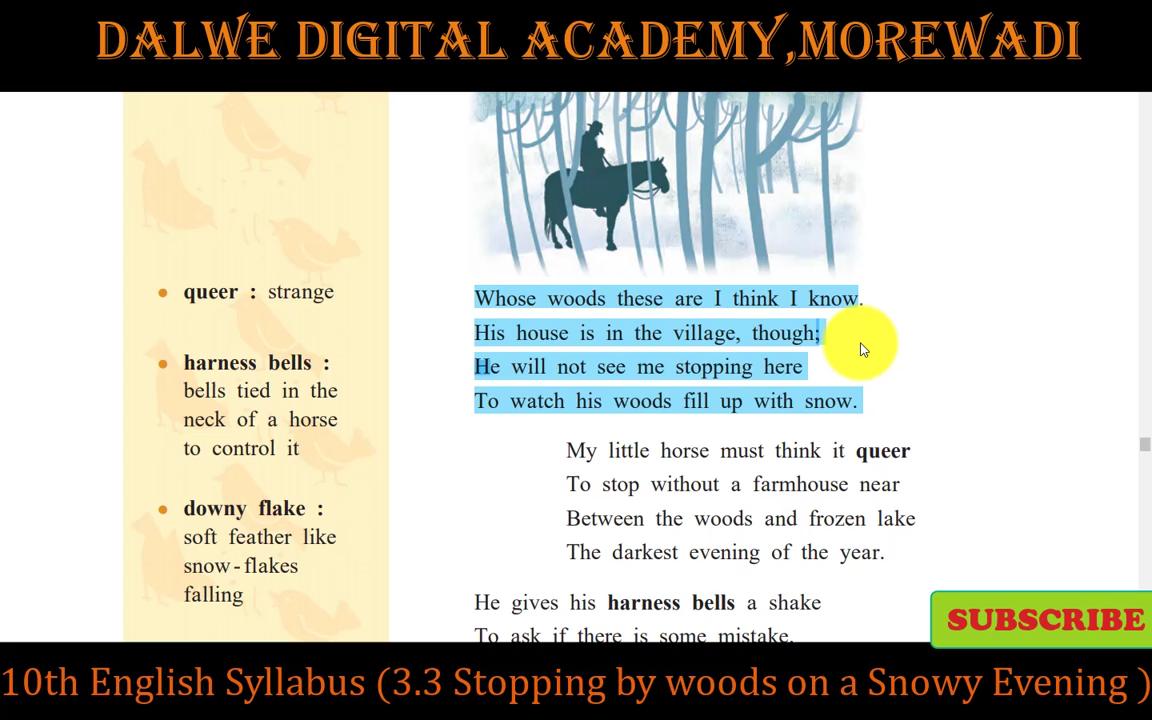 DALWE DIGITAL ACADEMY,MOREWADI
• queer : strange
• harness bells :
bells tied in the
neck of a horse
to control it
• downy flake :
soft feather like
snow-flakes
falling
Whose woods these are I think I know.
His house is in the village, though;
He will not see me stopping here
To watch his woods fill up with snow.
My little horse must think it queer
To stop without a farmhouse near
Between the woods and frozen lake
The darkest evening of the year.
He gives his harness bells a shake
To ask if there is some mistake.
SUBSCRIBE
10th English Syllabus (3.3 Stopping by woods on a Snowy Evening )